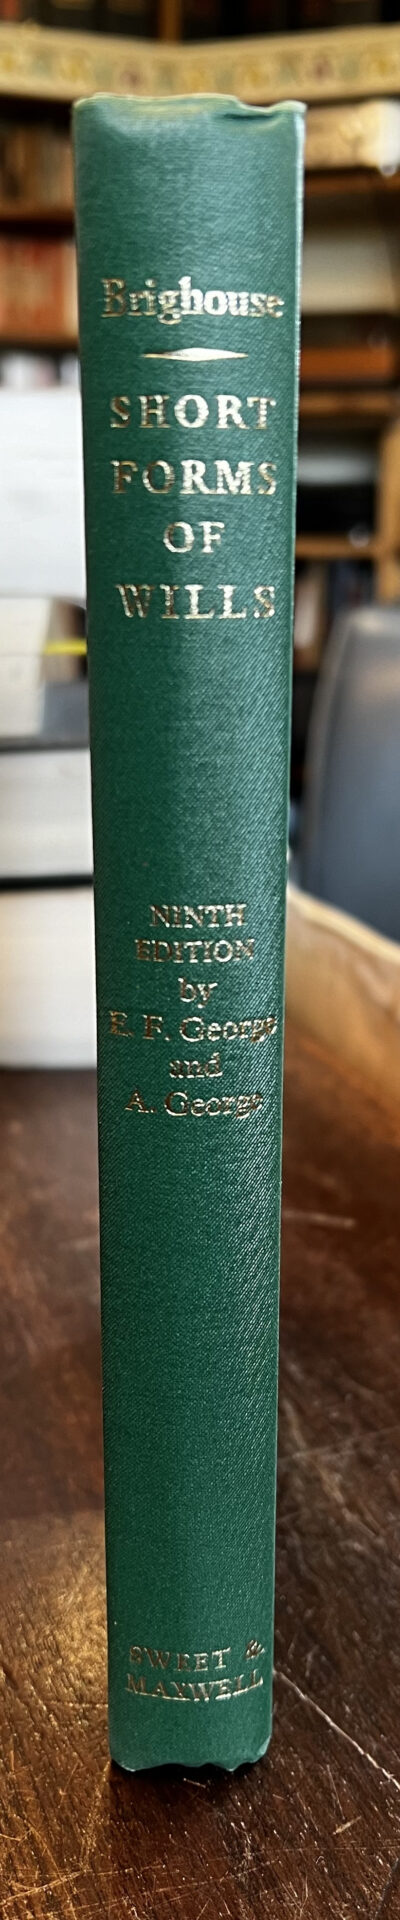 Brighouse
SHORT
FORMS
OF
WILLS
NINTH
EDITION
by
E. F. George
and
A. George
SWEET &
MAXWELL